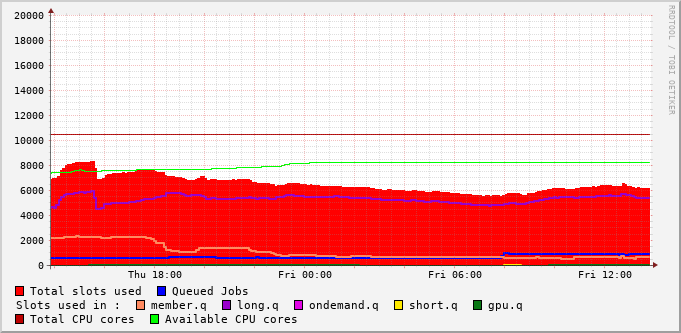 RRDTOOL / TOBI OETIKER
20000
18000
16000
14000
12000
10000
8000
6000
4000
2000
0
Thu 18:00 Fri 00:00 Fri 06:00 Fri 12:00
Total slots used Queued Jobs
Slots used in : member.q long.q ondemand.q short.q gpu.q
Total CPU cores Available CPU cores